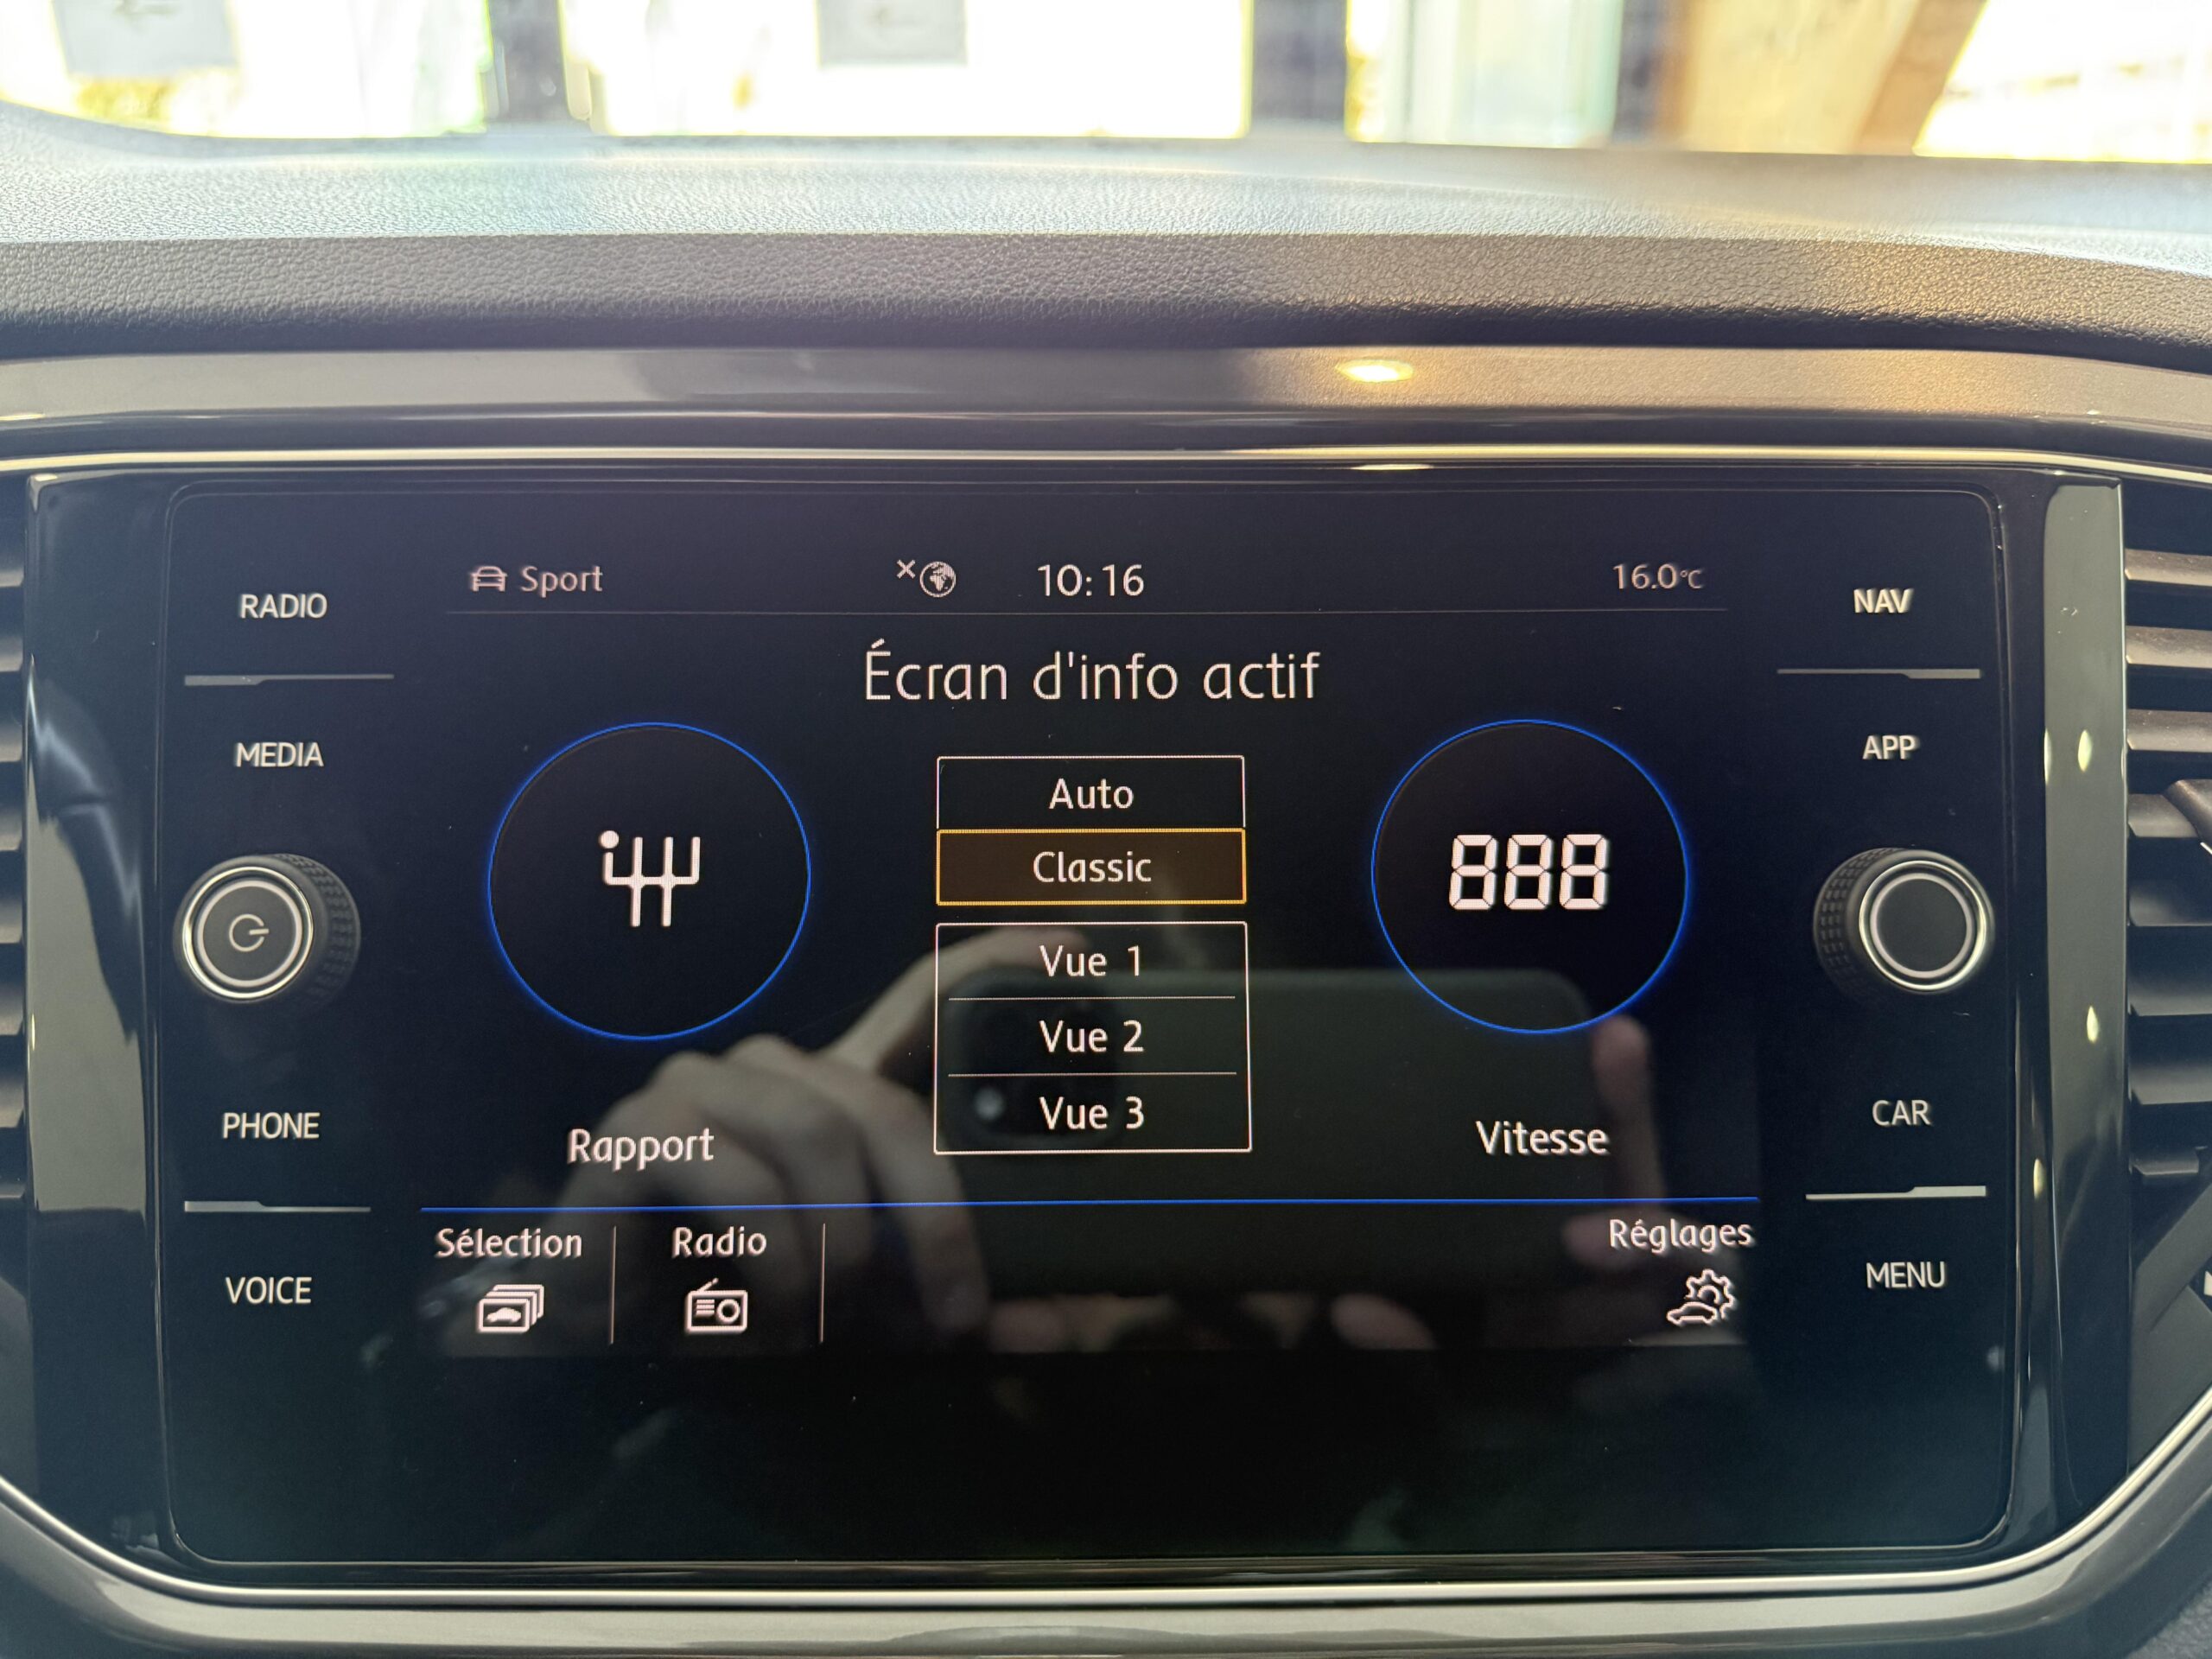 Sport 10:16 16.0°C
RADIO
NAV
Écran d'info actif
MEDIA
APP
Auto
Classic
888
Vue 1
Vue 2
Vue 3
Rapport
Vitesse
PHONE
CAR
Sélection Radio Réglages
VOICE
MENU